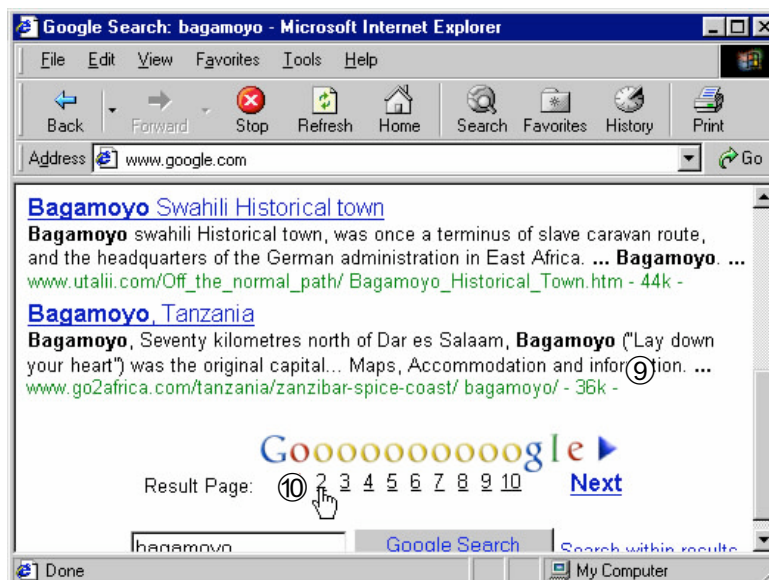 Google Search: bagamoyo - Microsoft Internet Explorer
File Edit View Favorites Tools Help
Back Forward Stop Refresh Home Search Favorites History Print
Address www.google.com Go
Bagamoyo Swahili Historical town
Bagamoyo swahili Historical town, was once a terminus of slave caravan route,
and the headquarters of the German administration in East Africa. ... Bagamoyo. ...
www.utalii.com/Off_the_normal_path/ Bagamoyo_Historical_Town.htm - 44k -
Bagamoyo, Tanzania
Bagamoyo, Seventy kilometres north of Dar es Salaam, Bagamoyo ("Lay down
your heart") was the original capital... Maps, Accommodation and information. ...
⑨
www.go2africa.com/tanzania/zanzibar-spice-coast/ bagamoyo/ - 36k -
Goooooooooogle
Result Page: ⑩ 2 3 4 5 6 7 8 9 10 Next
bagamoyo Google Search Search within results
Done My Computer